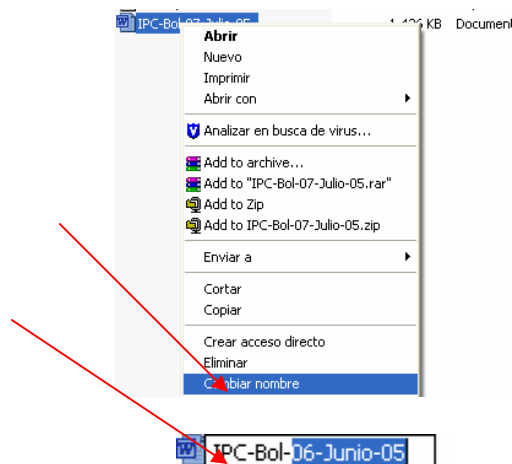 IPC-Bol-07-Julio-05 1.426 KB Document
Abrir
Nuevo
Imprimir
Abrir con
Analizar en busca de virus...
Add to archive...
Add to "IPC-Bol-07-Julio-05.rar"
Add to Zip
Add to IPC-Bol-07-Julio-05.zip
Enviar a
Cortar
Copiar
Crear acceso directo
Eliminar
Cambiar nombre
IPC-Bol-06-Junio-05